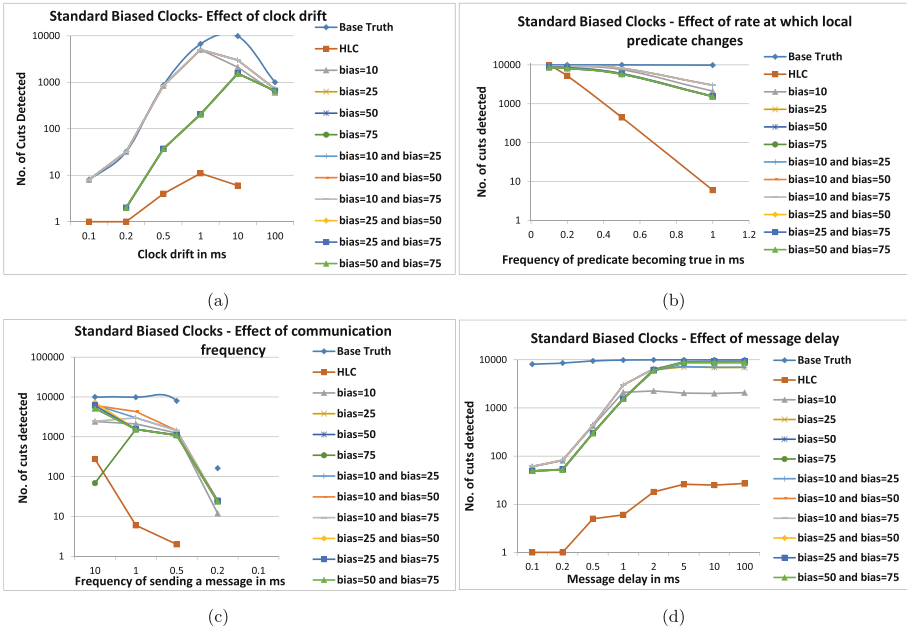 Standard Biased Clocks- Effect of clock drift
10000
1000
100
10
1
No. of Cuts Detected
0.1 0.2 0.5 1 10 100
Clock drift in ms
Base Truth
HLC
bias=10
bias=25
bias=50
bias=75
bias=10 and bias=25
bias=10 and bias=50
bias=10 and bias=75
bias=25 and bias=50
bias=25 and bias=75
bias=50 and bias=75
(a)
Standard Biased Clocks - Effect of rate at which local
predicate changes
10000
1000
100
10
1
No. of cuts detected
0 0.2 0.4 0.6 0.8 1 1.2
Frequency of predicate becoming true in ms
Base Truth
HLC
bias=10
bias=25
bias=50
bias=75
bias=10 and bias=25
bias=10 and bias=50
bias=10 and bias=75
bias=25 and bias=50
bias=25 and bias=75
bias=50 and bias=75
(b)
Standard Biased Clocks - Effect of communication
frequency
100000
10000
1000
100
10
1
No. of cuts detected
10 1 0.5 0.2 0.1
Frequency of sending a message in ms
Base Truth
HLC
bias=10
bias=25
bias=50
bias=75
bias=10 and bias=25
bias=10 and bias=50
bias=10 and bias=75
bias=25 and bias=50
bias=25 and bias=75
bias=50 and bias=75
(c)
Standard Biased Clocks - Effect of message delay
10000
1000
100
10
1
No. of cuts detected
0.1 0.2 0.5 1 2 5 10 100
Message delay in ms
Base Truth
HLC
bias=10
bias=25
bias=50
bias=75
bias=10 and bias=25
bias=10 and bias=50
bias=10 and bias=75
bias=25 and bias=50
bias=25 and bias=75
bias=50 and bias=75
(d)